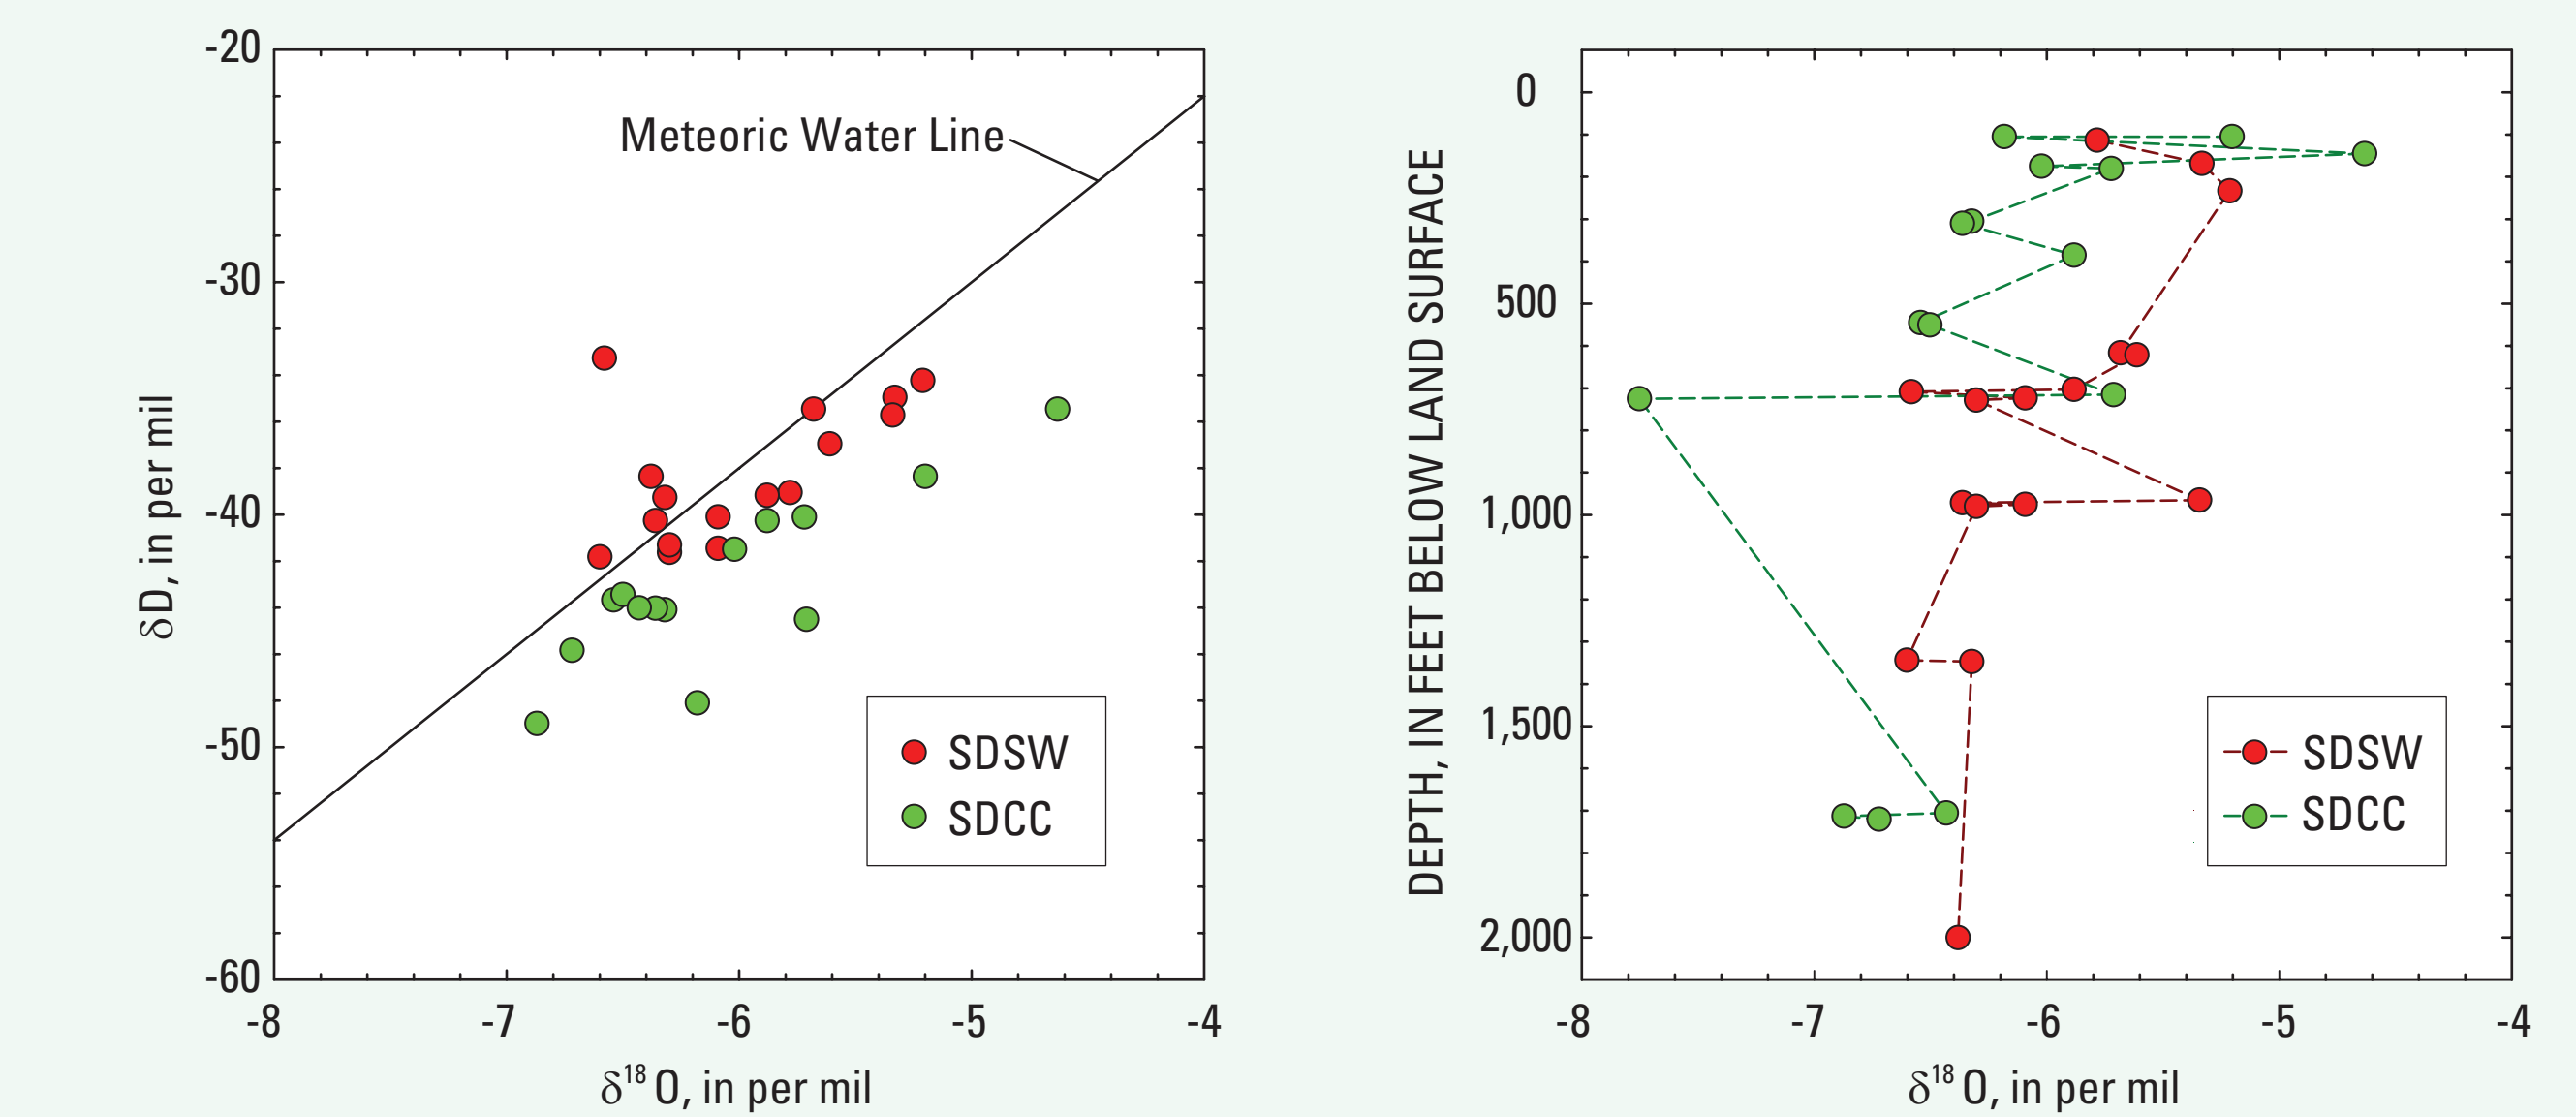 -20
-30
-40
-50
-60
-8
-7
-6
-5
-4
δD, in per mil
δ18 O, in per mil
Meteoric Water Line
SDSW
SDCC
0
500
1,000
1,500
2,000
-8
-7
-6
-5
-4
DEPTH, IN FEET BELOW LAND SURFACE
δ18 O, in per mil
SDSW
SDCC